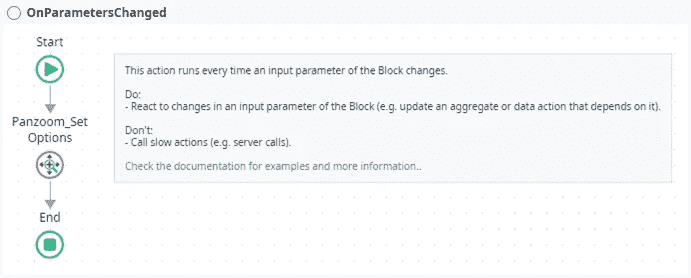 OnParametersChanged
Start
This action runs every time an input parameter of the Block changes.
Do:
- React to changes in an input parameter of the Block (e.g. update an aggregate or data action that depends on it).
Don't:
- Call slow actions (e.g. server calls).
Check the documentation for examples and more information..
Panzoom_Set
Options
End